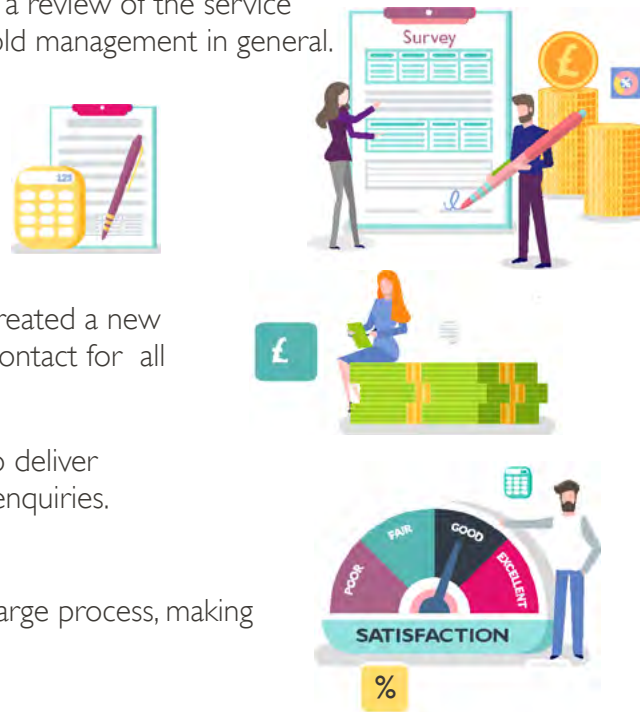 a review of the service
old management in general.
Survey
£
%
123
reated a new
ontact for all
£
o deliver
enquiries.
POOR
FAIR
GOOD
EXCELLENT
SATISFACTION
arge process, making
%